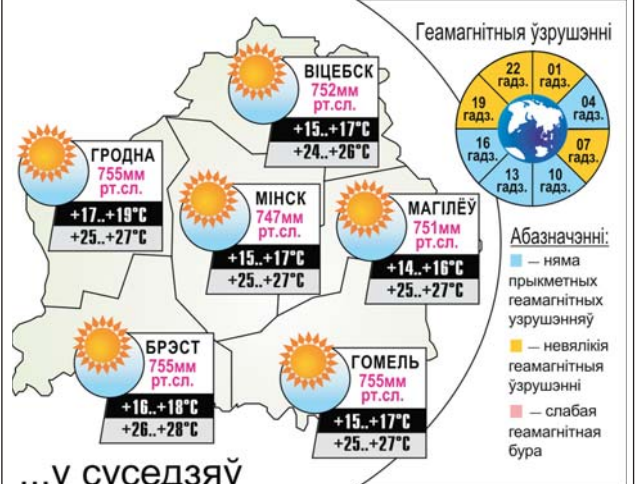 Геамагнітныя ўзрушэнні
22 гадз.
01 гадз.
04 гадз.
07 гадз.
10 гадз.
13 гадз.
16 гадз.
19 гадз.
ВІЦЕБСК
752мм
рт.сл.
+15..+17°C
+24..+26°C
ГРОДНА
755мм
рт.сл.
+17..+19°C
+25..+27°C
МІНСК
747мм
рт.сл.
+15..+17°C
+25..+27°C
МАГІЛЁЎ
751мм
рт.сл.
+14..+16°C
+25..+27°C
Абазначэнні:
— няма
прыкметных
геамагнітных
узрушэнняў
— невялікія
геамагнітныя
ўзрушэнні
— слабая
геамагнітная
бура
БРЭСТ
755мм
рт.сл.
+16..+18°C
+26..+28°C
ГОМЕЛЬ
755мм
рт.сл.
+15..+17°C
+25..+27°C
...у суседзяў